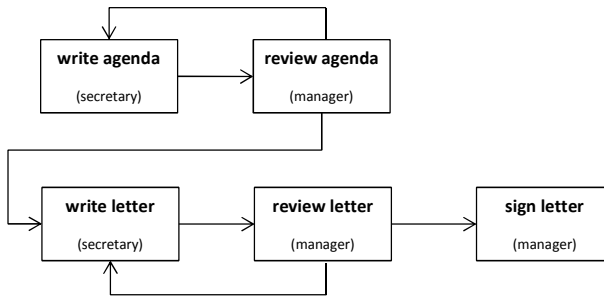 write agenda
(secretary)
review agenda
(manager)
write letter
(secretary)
review letter
(manager)
sign letter
(manager)